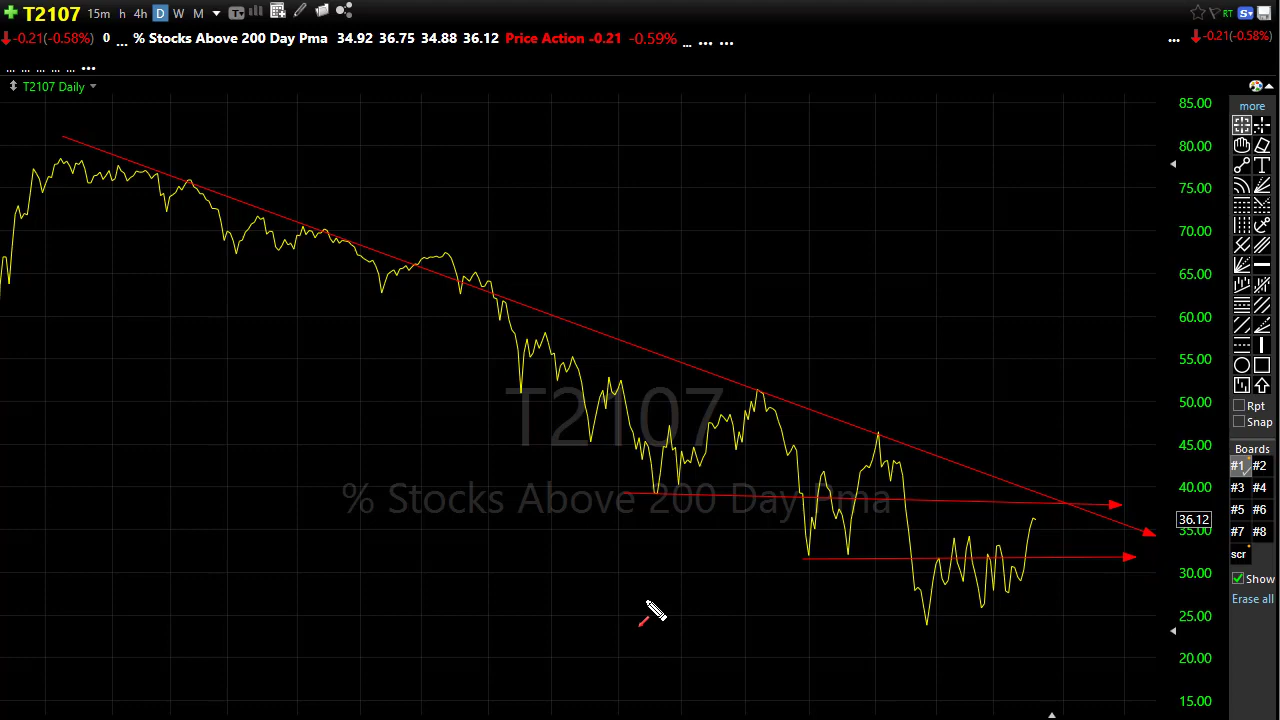 T2107 15m h 4h D W M T RT S
-0.21(-0.58%) 0 ... % Stocks Above 200 Day Pma 34.92 36.75 34.88 36.12 Price Action -0.21 -0.59% ... ... ... ... -0.21(-0.58%)
... ... ... ... ... ...
T2107 Daily
more
85.00
80.00
75.00
70.00
65.00
60.00
55.00
50.00
45.00
40.00
36.12
35.00
30.00
25.00
20.00
15.00
T2107
% Stocks Above 200 Day Pma
T
Rpt
Snap
Boards
#1 #2
#3 #4
#5 #6
#7 #8
scr
Show
Erase all